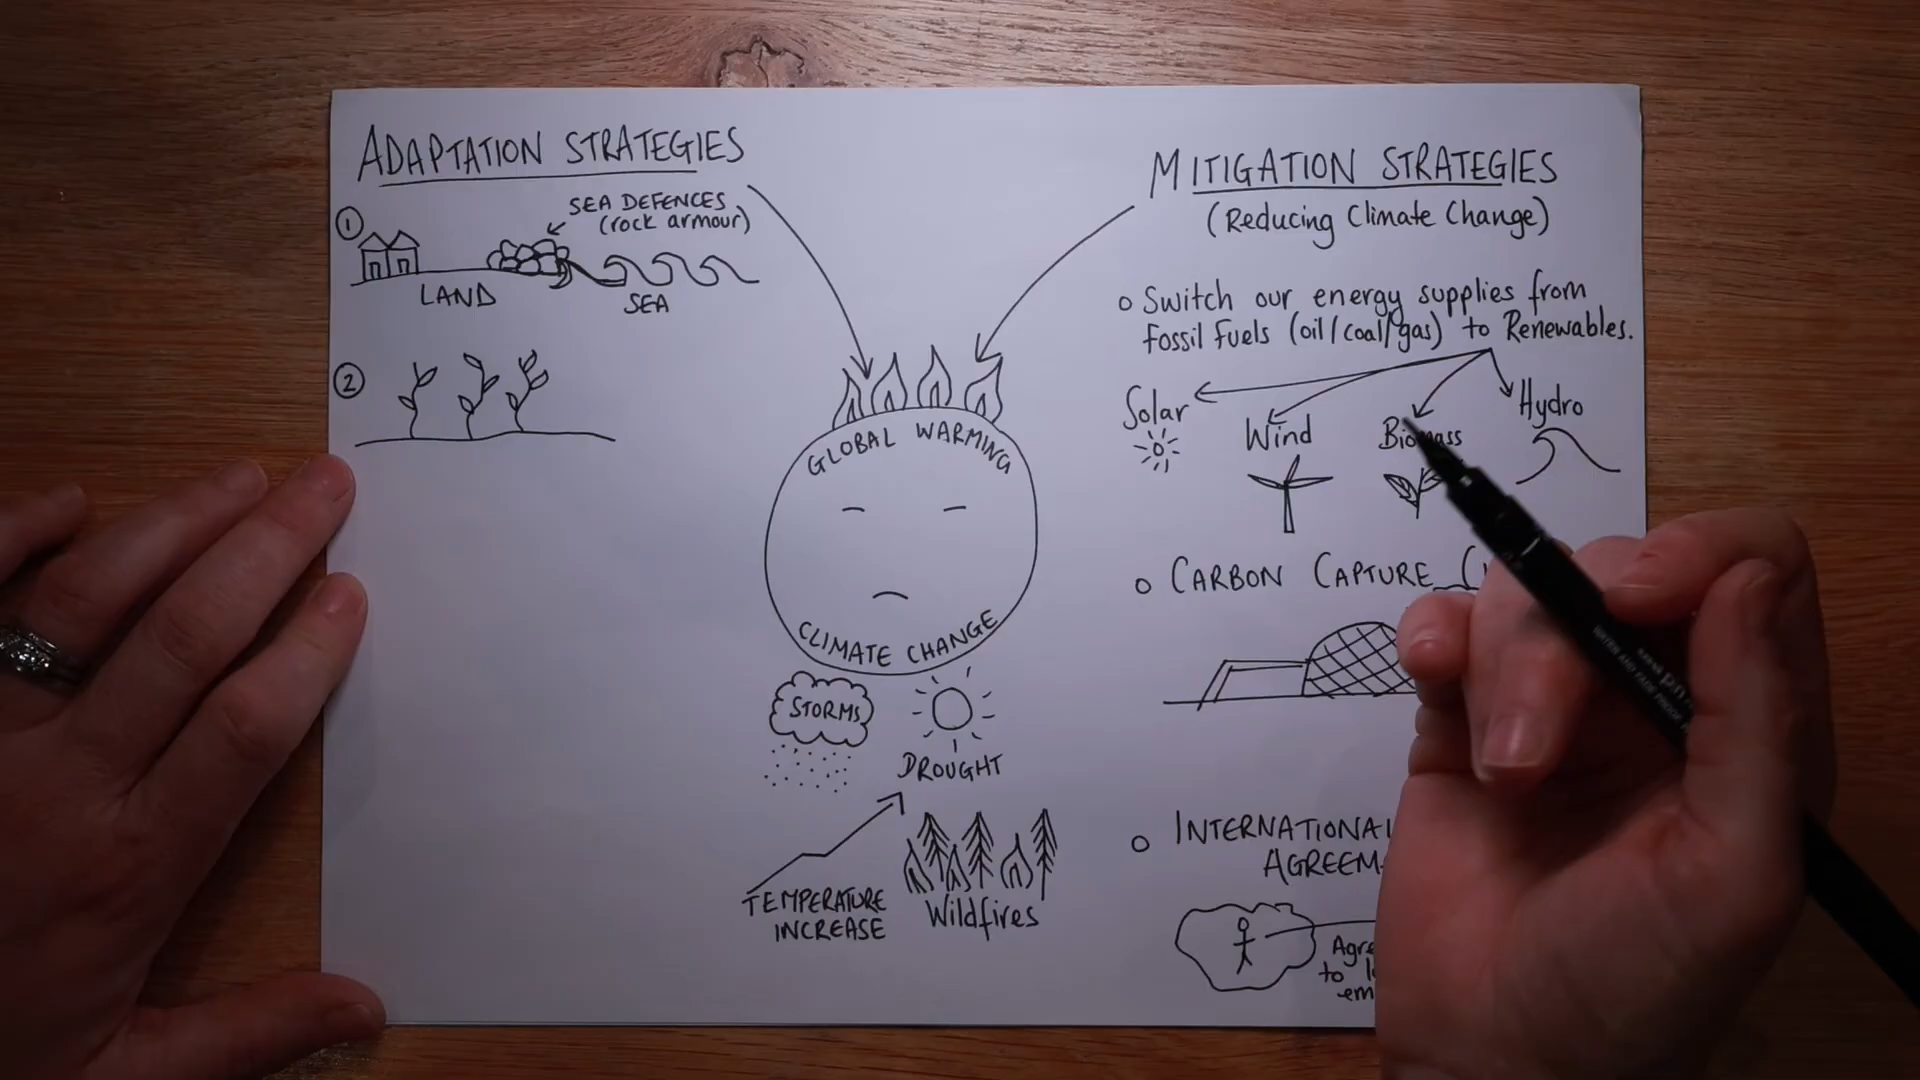 ADAPTATION STRATEGIES
① SEA DEFENCES
(rock armour)
LAND
SEA
②
MITIGATION STRATEGIES
(Reducing Climate Change)
o Switch our energy supplies from
Fossil Fuels (oil/coal/gas) to Renewables.
Solar
Wind
Biomass
Hydro
o CARBON CAPTURE
o INTERNATIONAL
GLOBAL WARMING
CLIMATE CHANGE
STORMS
DROUGHT
TEMPERATURE
INCREASE
Wildfires
to